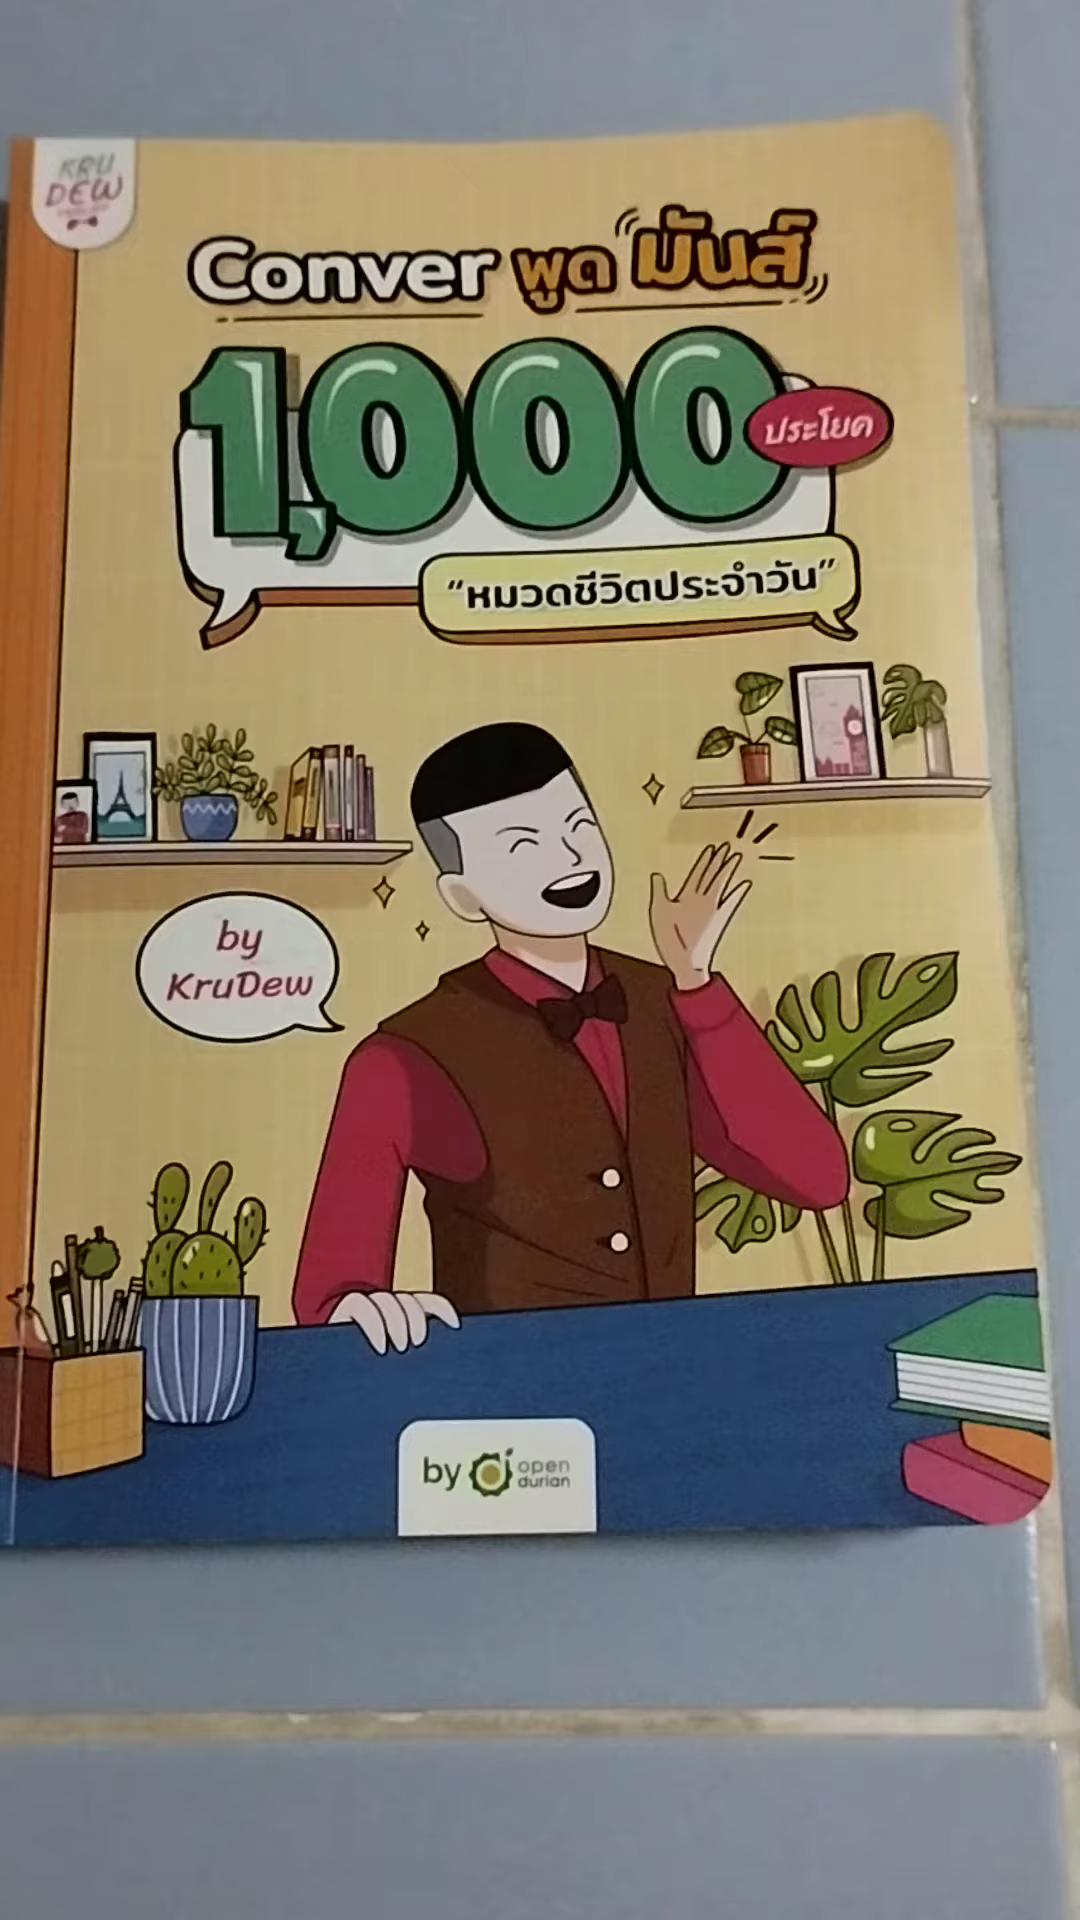 KRU
DEW
Conver พูด มันส์
1,000
ประโยค
“หมวดชีวิตประจำวัน”
by
KruDew
by open
durian